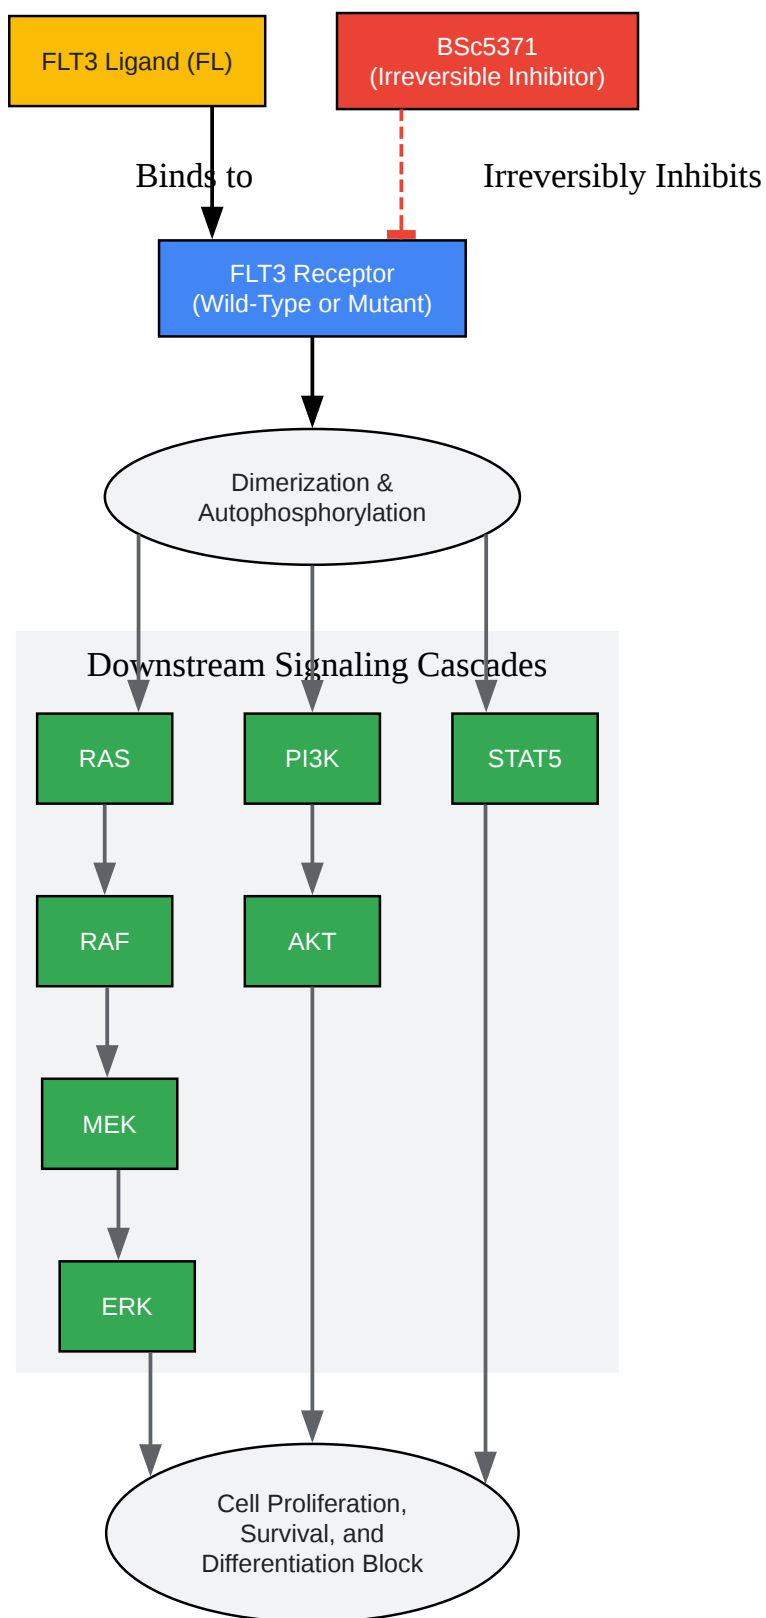 FLT3 Ligand (FL)
BSc5371
(Irreversible Inhibitor)
Binds to
Irreversibly Inhibits
FLT3 Receptor
(Wild-Type or Mutant)
Dimerization &
Autophosphorylation
Downstream Signaling Cascades
RAS
PI3K
STAT5
RAF
AKT
MEK
ERK
Cell Proliferation,
Survival, and
Differentiation Block